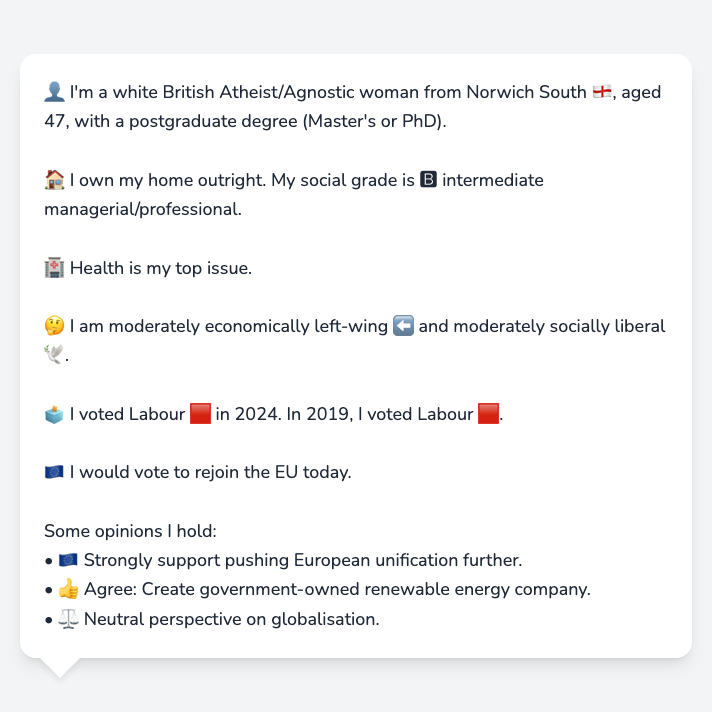 👤 I'm a white British Atheist/Agnostic woman from Norwich South 🏴󠁧󠁢󠁥󠁮󠁧󠁿, aged
47, with a postgraduate degree (Master's or PhD).
🏠 I own my home outright. My social grade is 🅱 intermediate
managerial/professional.
🏥 Health is my top issue.
🤔 I am moderately economically left-wing ⬅️ and moderately socially liberal
🕊️.
🗳️ I voted Labour 🟥 in 2024. In 2019, I voted Labour 🟥.
🇪🇺 I would vote to rejoin the EU today.
Some opinions I hold:
• 🇪🇺 Strongly support pushing European unification further.
• 👍 Agree: Create government-owned renewable energy company.
• ⚖️ Neutral perspective on globalisation.